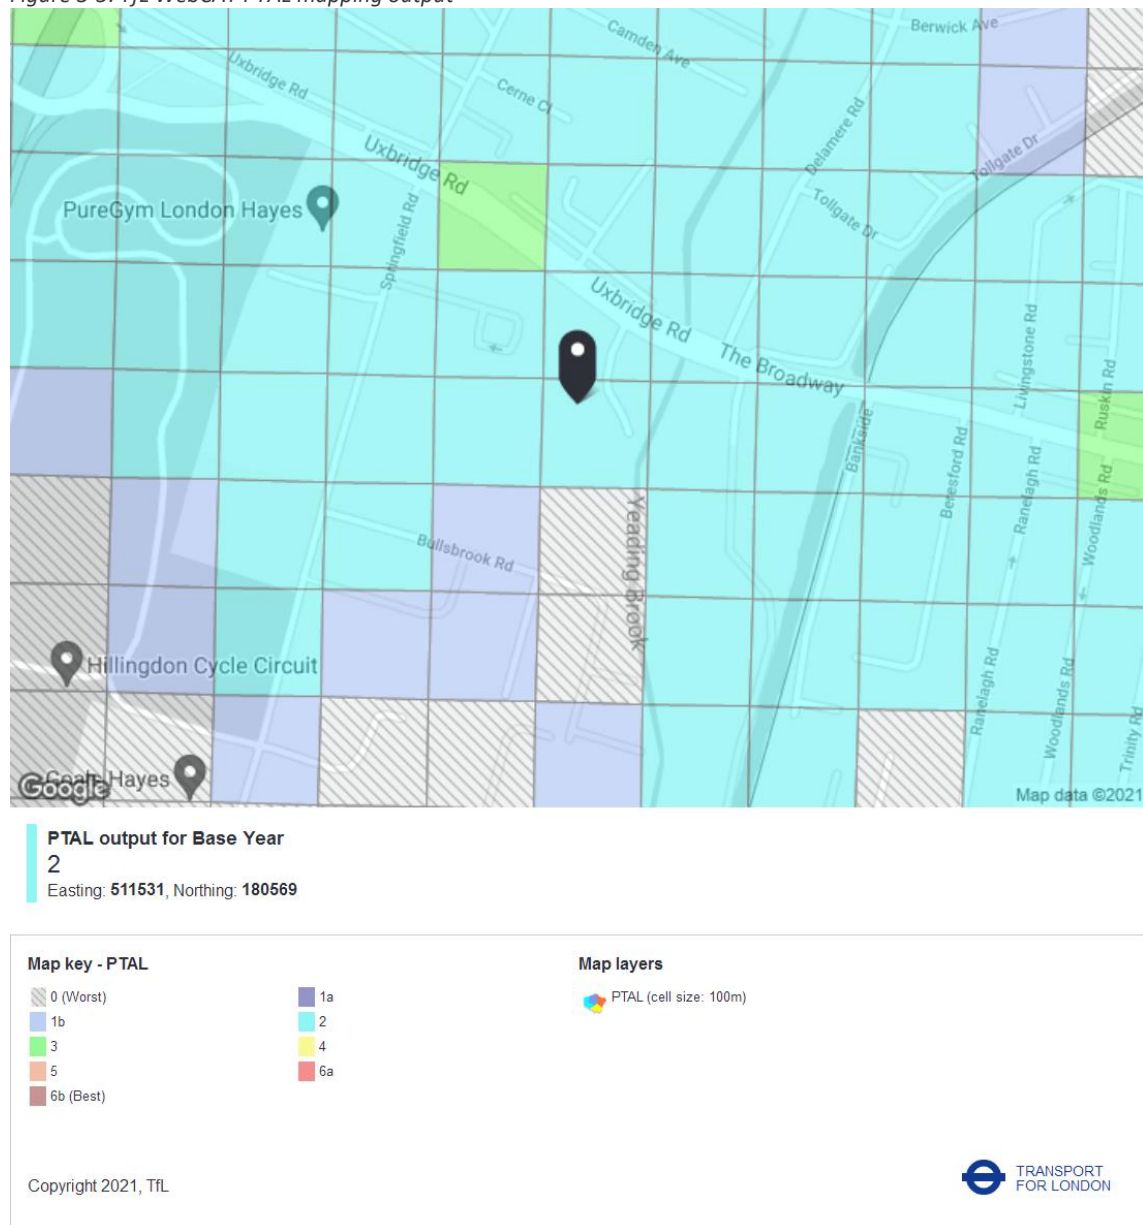 Figure 3-3: TfL WebCAT PTAL mapping output
Berwick Ave
Camden Ave
Uxbridge Rd
Cerne Cl
Delamere Rd
Uxbridge Rd
Tollgate Dr
PureGym London Hayes
Springfield Rd
Tollgate Dr
Uxbridge Rd
The Broadway
Livingstone Rd
Ruskin Rd
Bankside
Beresford Rd
Ranelagh Rd
Woodlands Rd
Yeading Brook
Bullsbrook Rd
Hillingdon Cycle Circuit
Ranelagh Rd
Woodlands Rd
Trinity Rd
Goals Hayes
Google
Map data ©2021
PTAL output for Base Year
2
Easting: 511531, Northing: 180569
Map key - PTAL
Map layers
0 (Worst)
1a
PTAL (cell size: 100m)
1b
2
3
4
5
6a
6b (Best)
Copyright 2021, TfL
TRANSPORT
FOR LONDON